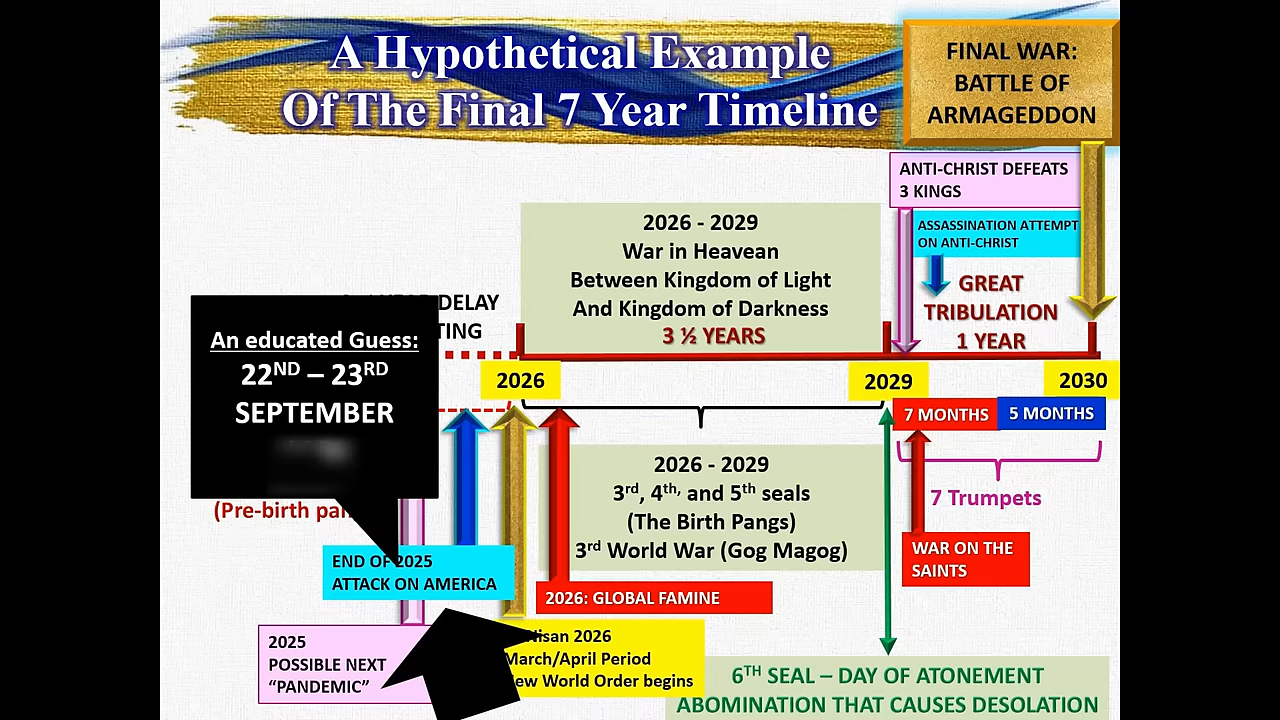 A Hypothetical Example
Of The Final 7 Year Timeline
FINAL WAR:
BATTLE OF
ARMAGEDDON
ANTI-CHRIST DEFEATS
3 KINGS
ASSASSINATION ATTEMPT
ON ANTI-CHRIST
GREAT
TRIBULATION
1 YEAR
2026 - 2029
War in Heavean
Between Kingdom of Light
And Kingdom of Darkness
3 ½ YEARS
DELAY
An educated Guess:
22ND – 23RD
SEPTEMBER
2026
2029
2030
7 MONTHS
5 MONTHS
7 Trumpets
2026 - 2029
3rd, 4th, and 5th seals
(The Birth Pangs)
3rd World War (Gog Magog)
WAR ON THE
SAINTS
(Pre-birth
END OF 2025
ATTACK ON AMERICA
2026: GLOBAL FAMINE
2025
POSSIBLE NEXT
“PANDEMIC”
Nisan 2026
March/April Period
New World Order begins
6TH SEAL – DAY OF ATONEMENT
ABOMINATION THAT CAUSES DESOLATION